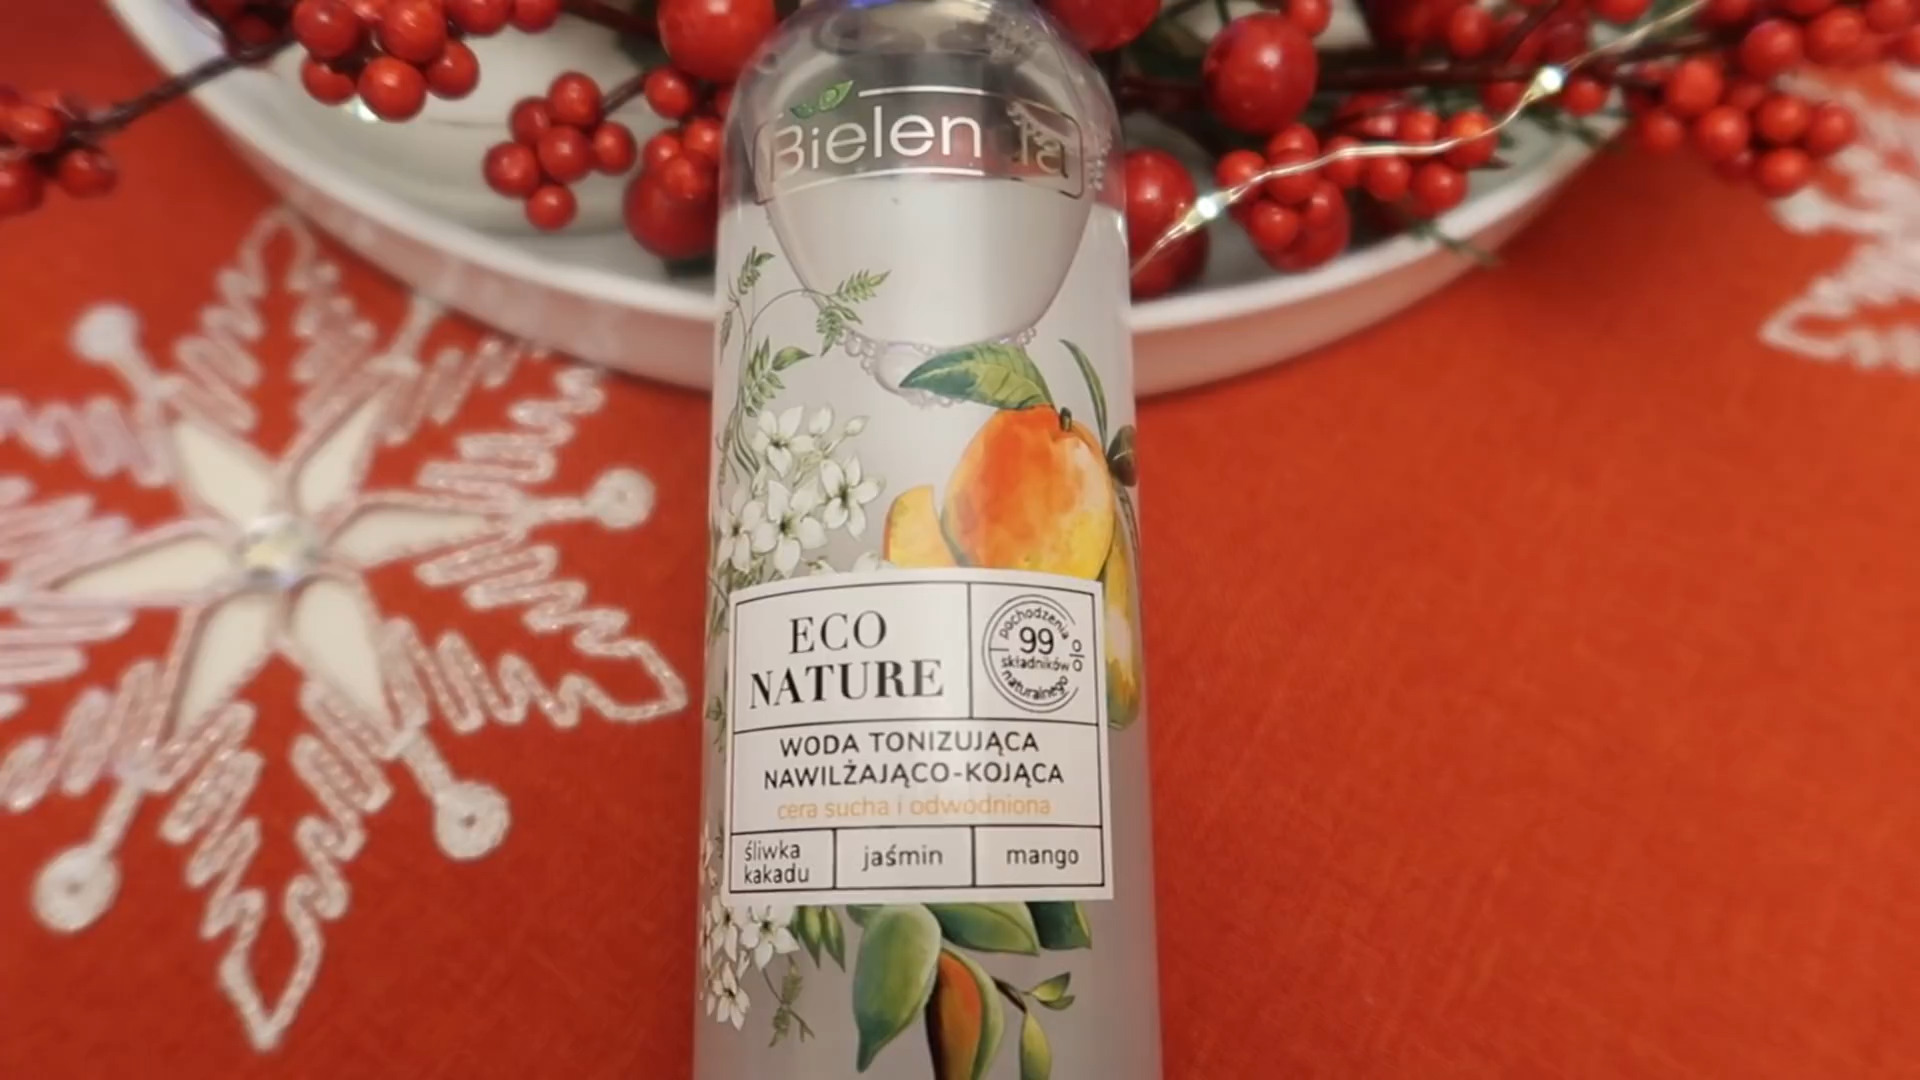 Bielenda
ECO
NATURE
99%
składników
pochodzenia
naturalnego
WODA TONIZUJĄCA
NAWILŻAJĄCO-KOJĄCA
cera sucha i odwodniona
śliwka
kakadu
jaśmin
mango